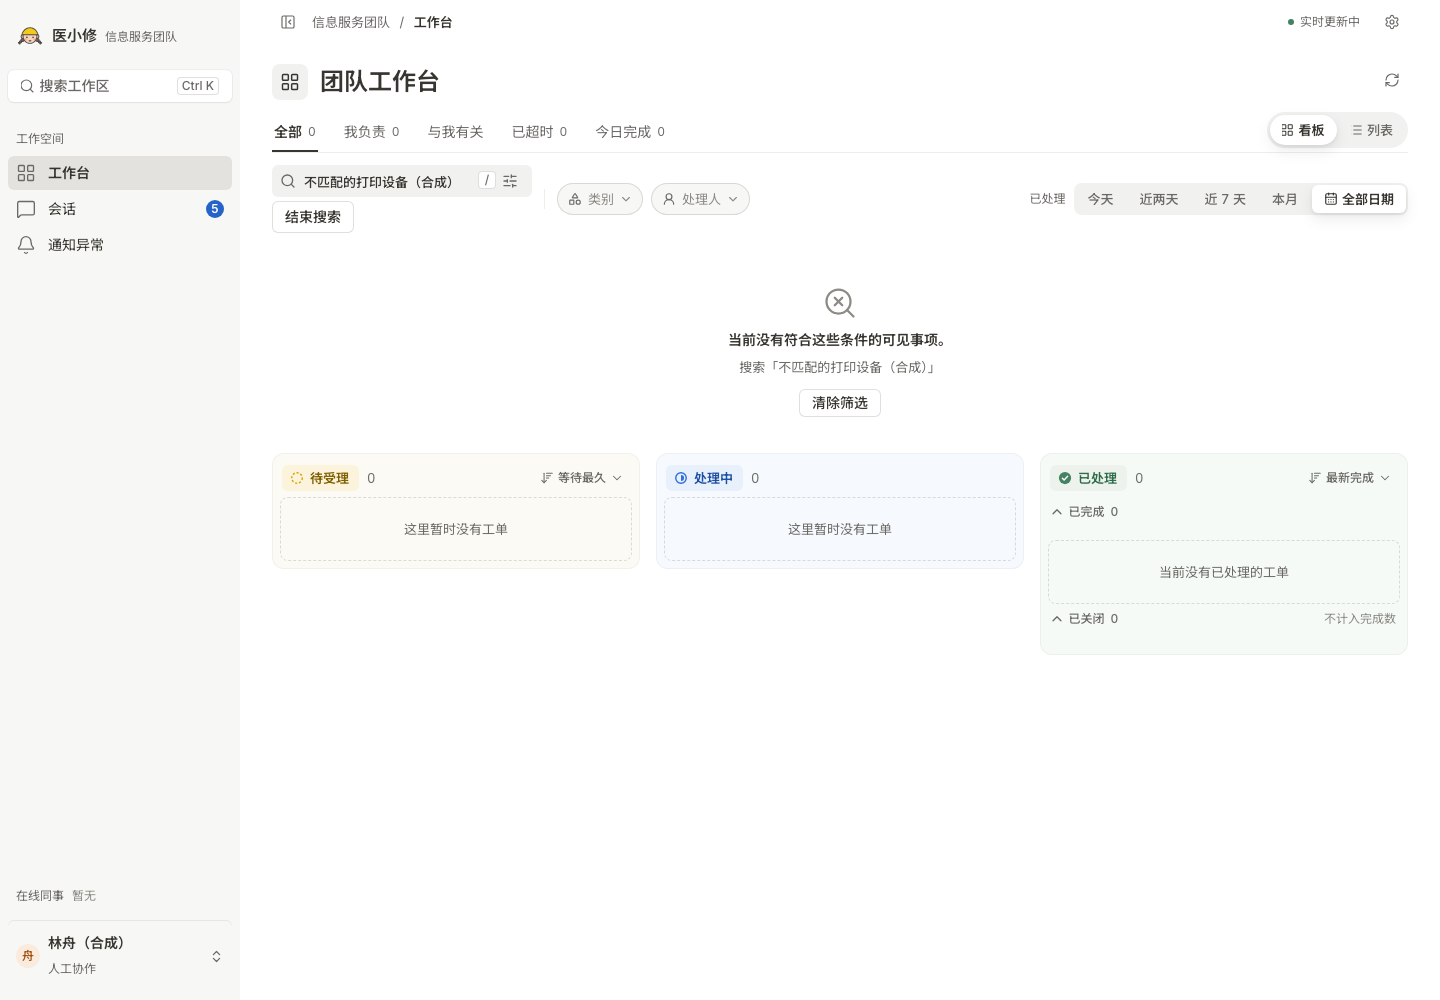 医小修 信息服务团队
搜索工作区 Ctrl K
工作空间
工作台
会话 5
通知异常
在线同事 暂无
舟 林舟（合成）
人工协作
信息服务团队 / 工作台
实时更新中
团队工作台
全部 0 我负责 0 与我有关 已超时 0 今日完成 0
看板 列表
不匹配的打印设备（合成） /
结束搜索
类别 处理人
已处理 今天 近两天 近 7 天 本月 全部日期
当前没有符合这些条件的可见事项。
搜索「不匹配的打印设备（合成）」
清除筛选
待受理 0 等待最久
这里暂时没有工单
处理中 0
这里暂时没有工单
已处理 0 最新完成
已完成 0
当前没有已处理的工单
已关闭 0 不计入完成数